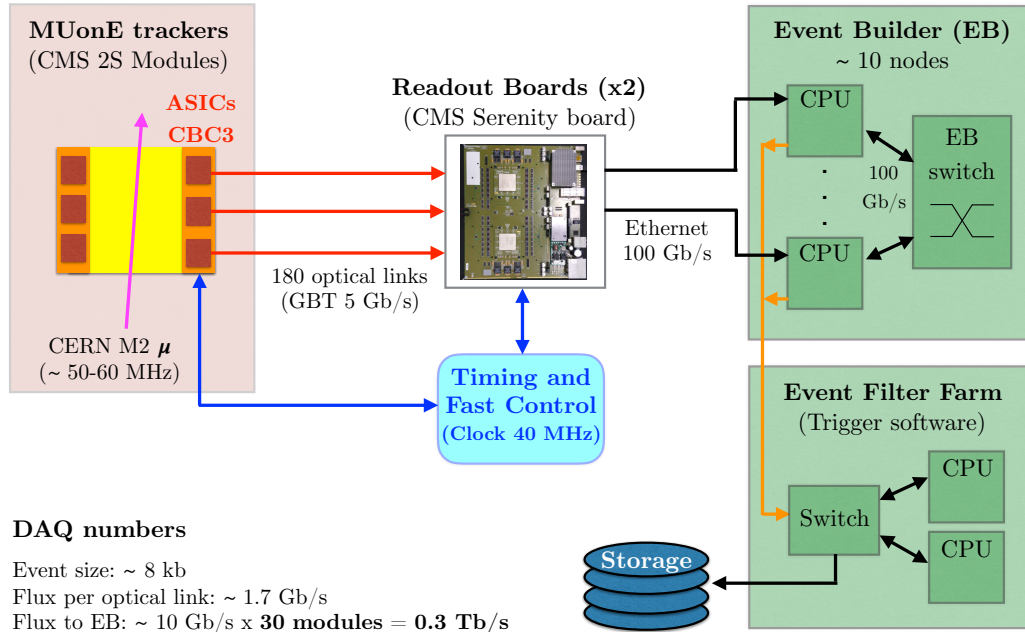 MUonE trackers
(CMS 2S Modules)
ASICs
CBC3
CERN M2 μ
(~ 50-60 MHz)
180 optical links
(GBT 5 Gb/s)
Readout Boards (x2)
(CMS Serenity board)
Ethernet
100 Gb/s
Timing and
Fast Control
(Clock 40 MHz)
Event Builder (EB)
~ 10 nodes
CPU
EB
switch
100
Gb/s
CPU
Event Filter Farm
(Trigger software)
CPU
Switch
CPU
Storage
DAQ numbers
Event size: ~ 8 kb
Flux per optical link: ~ 1.7 Gb/s
Flux to EB: ~ 10 Gb/s x 30 modules = 0.3 Tb/s